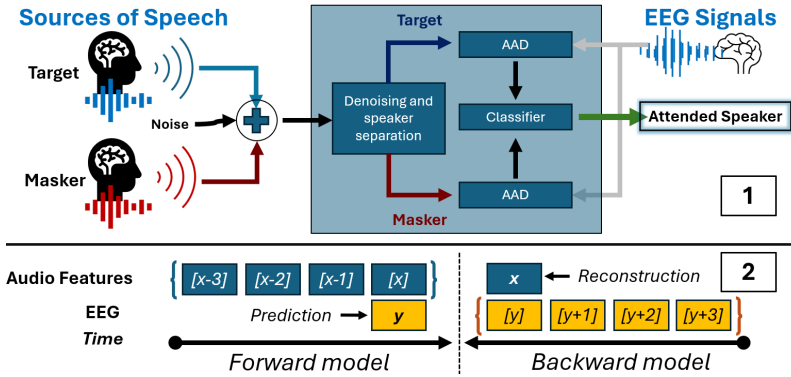 Sources of Speech
EEG Signals
Target
Target
AAD
Denoising and
speaker
separation
Noise
Classifier
Attended Speaker
Masker
AAD
Masker
1
2
Audio Features
[x-3] [x-2] [x-1] [x]
x
Reconstruction
EEG
Prediction
y
[y] [y+1] [y+2] [y+3]
Time
Forward model
Backward model